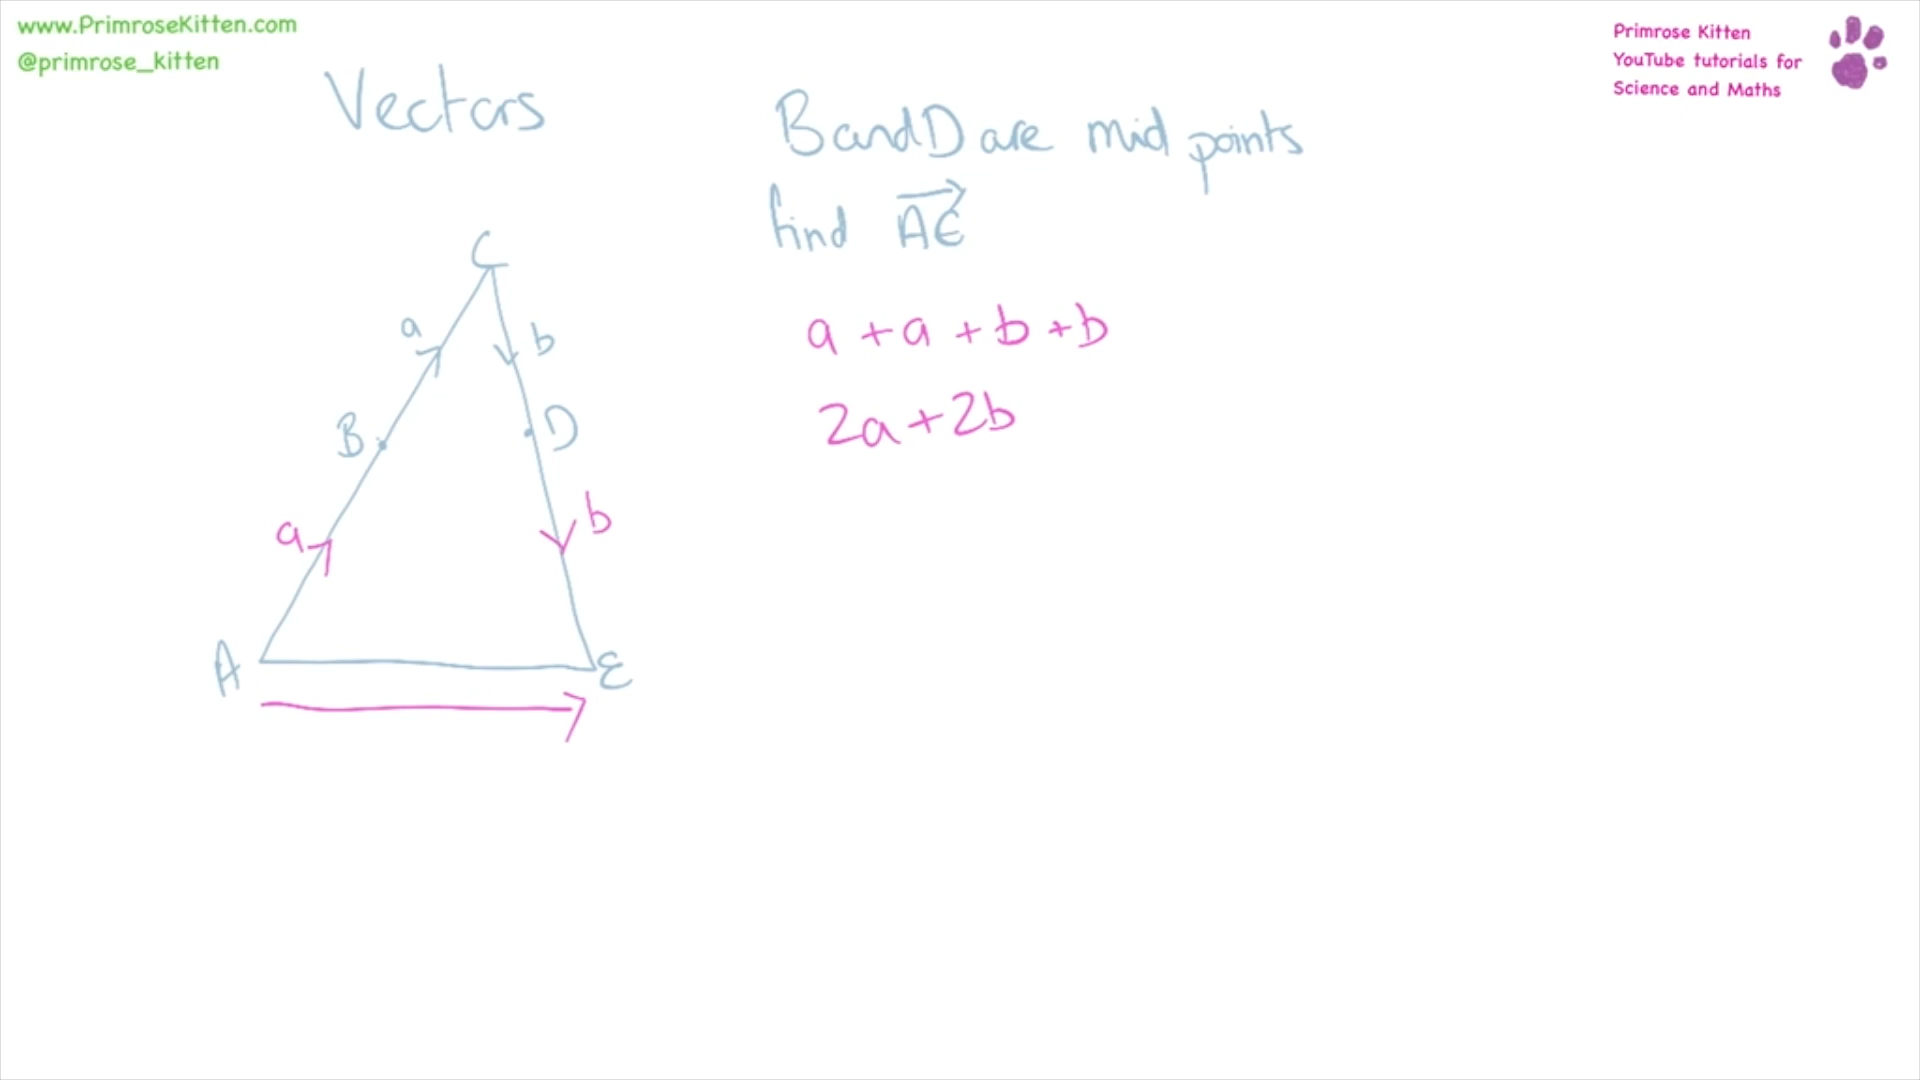 www.PrimroseKitten.com
@primrose_kitten
Primrose Kitten
YouTube tutorials for
Science and Maths
Vectors
B and D are mid points
find AE
a + a + b + b
2a + 2b
C
a
b
B
D
a
b
A
E